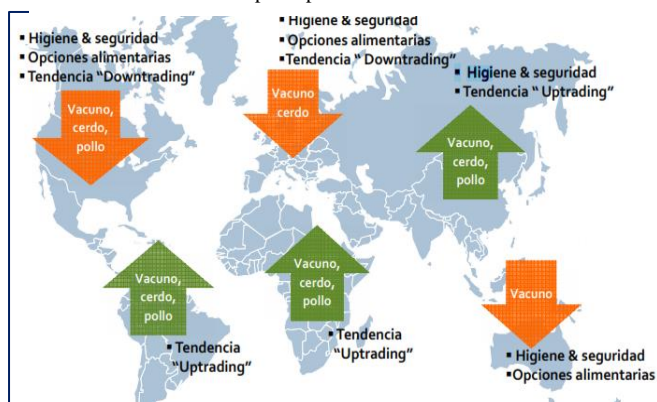 ▪ Higiene & seguridad
▪ Opciones alimentarias
▪ Tendencia "Downtrading"
Vacuno,
cerdo,
pollo
▪ Higiene & seguridad
▪ Opciones alimentarias
▪ Tendencia " Downtrading"
Vacuno
cerdo
▪ Higiene & seguridad
▪ Tendencia " Uptrading"
Vacuno,
cerdo,
pollo
Vacuno,
cerdo,
pollo
▪ Tendencia
"Uptrading"
Vacuno,
cerdo,
pollo
▪ Tendencia
"Uptrading"
Vacuno
▪ Higiene & seguridad
▪ Opciones alimentarias